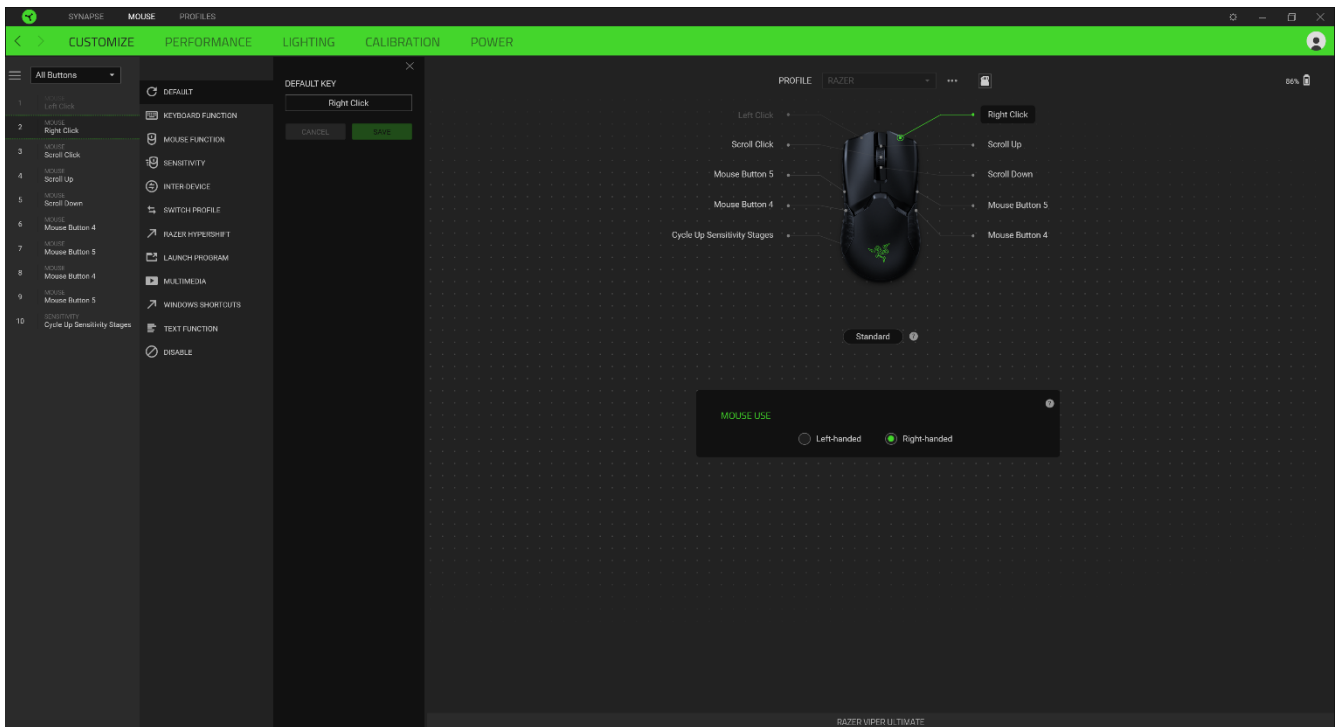 SYNAPSE MOUSE PROFILES
CUSTOMIZE PERFORMANCE LIGHTING CALIBRATION POWER
All Buttons
1 MOUSE
Left Click
2 MOUSE
Right Click
3 MOUSE
Scroll Click
4 MOUSE
Scroll Up
5 MOUSE
Scroll Down
6 MOUSE
Mouse Button 4
7 MOUSE
Mouse Button 5
8 MOUSE
Mouse Button 4
9 MOUSE
Mouse Button 5
10 SENSITIVITY
Cycle Up Sensitivity Stages
DEFAULT
KEYBOARD FUNCTION
MOUSE FUNCTION
SENSITIVITY
INTER-DEVICE
SWITCH PROFILE
RAZER HYPERSHIFT
LAUNCH PROGRAM
MULTIMEDIA
WINDOWS SHORTCUTS
TEXT FUNCTION
DISABLE
DEFAULT KEY
Right Click
CANCEL SAVE
PROFILE RAZER
86%
Left Click Right Click
Scroll Click Scroll Up
Mouse Button 5 Scroll Down
Mouse Button 4 Mouse Button 5
Cycle Up Sensitivity Stages Mouse Button 4
Standard
MOUSE USE
Left-handed Right-handed
RAZER VIPER ULTIMATE